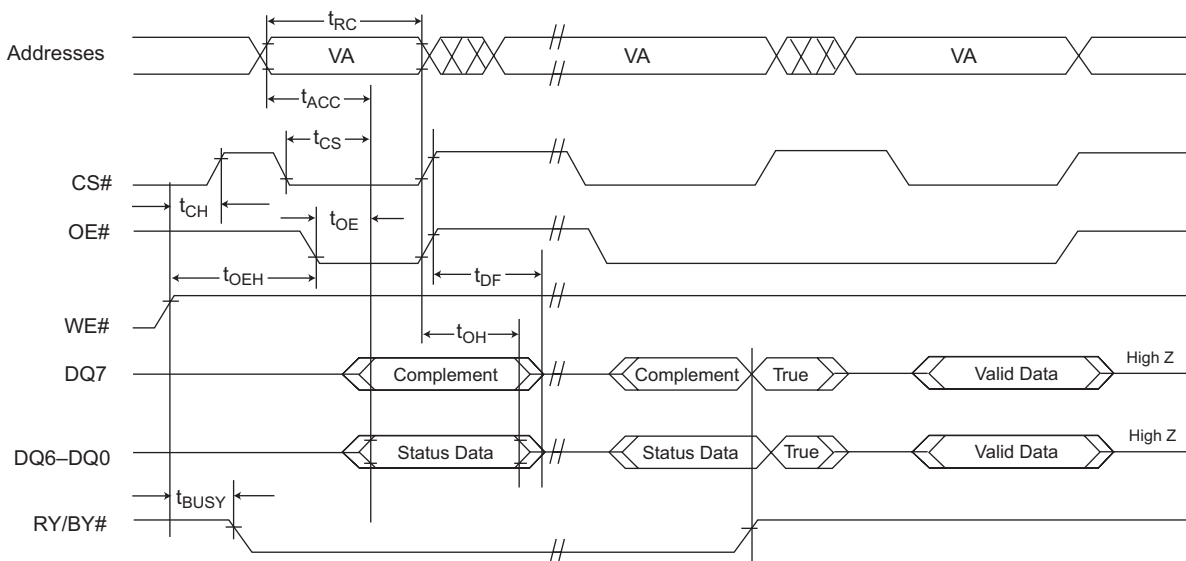 tRC
Addresses VA VA VA
tACC
tCS
CS#
tCH
tOE
OE#
tOEH
tDF
WE#
tOH
DQ7 Complement Complement True Valid Data High Z
DQ6–DQ0 Status Data Status Data True Valid Data High Z
tBUSY
RY/BY#